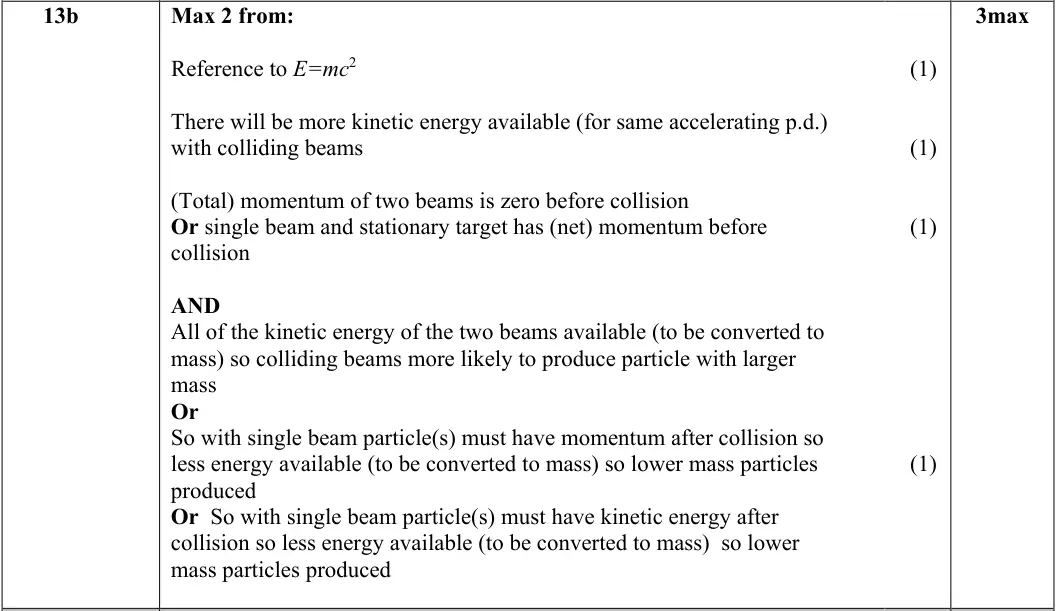 13b Max 2 from: 3max
Reference to E=mc² (1)
There will be more kinetic energy available (for same accelerating p.d.)
with colliding beams (1)
(Total) momentum of two beams is zero before collision
Or single beam and stationary target has (net) momentum before (1)
collision
AND
All of the kinetic energy of the two beams available (to be converted to
mass) so colliding beams more likely to produce particle with larger
mass
Or
So with single beam particle(s) must have momentum after collision so
less energy available (to be converted to mass) so lower mass particles (1)
produced
Or So with single beam particle(s) must have kinetic energy after
collision so less energy available (to be converted to mass) so lower
mass particles produced